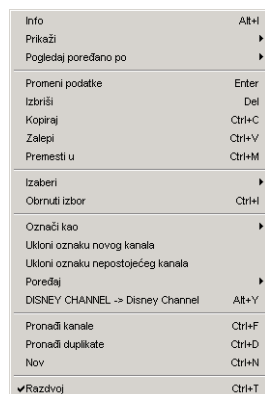 Info Alt+I
Prikaži
Pogledaj poređano po
Promeni podatke Enter
Izbriši Del
Kopiraj Ctrl+C
Zalepi Ctrl+V
Premesti u Ctrl+M
Izaberi
Obrnuti izbor Ctrl+I
Označi kao
Ukloni oznaku novog kanala
Ukloni oznaku nepostojećeg kanala
Poređaj
DISNEY CHANNEL -> Disney Channel Alt+Y
Pronađi kanale Ctrl+F
Pronađi duplikate Ctrl+D
Nov Ctrl+N
Razdvoj Ctrl+T